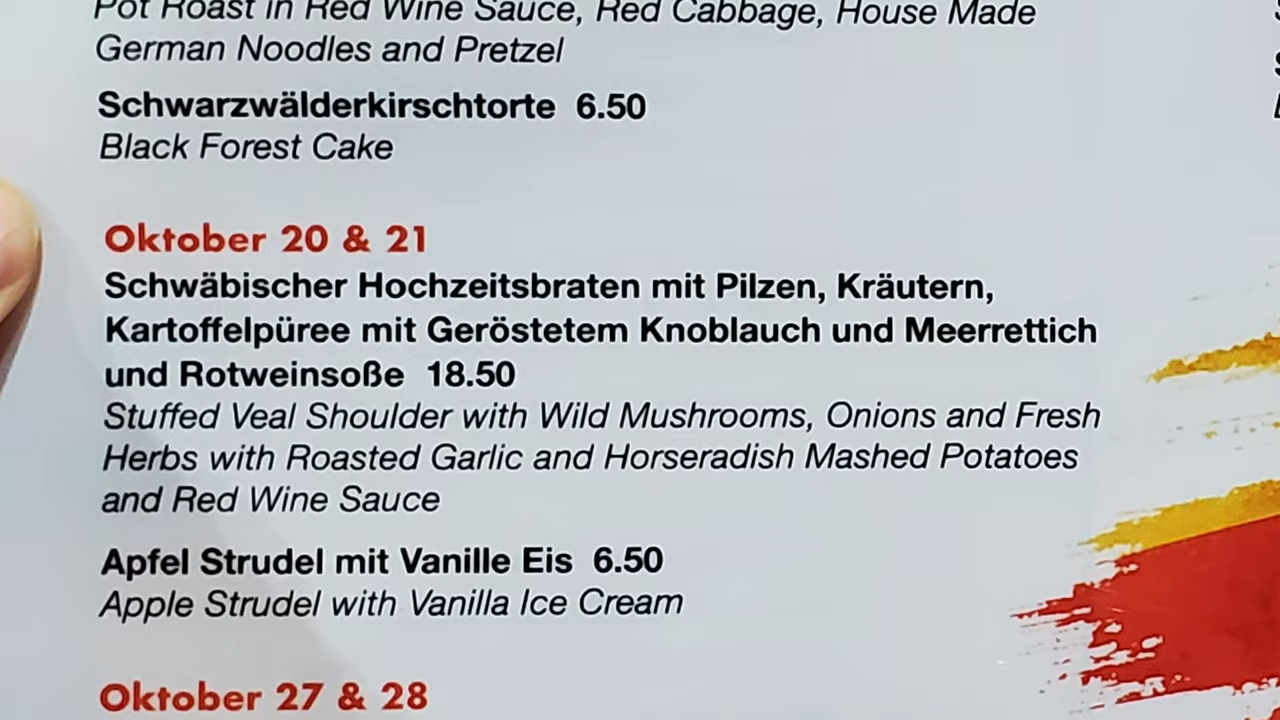 Pot Roast in Red Wine Sauce, Red Cabbage, House Made
German Noodles and Pretzel
Schwarzwälderkirschtorte 6.50
Black Forest Cake
Oktober 20 & 21
Schwäbischer Hochzeitsbraten mit Pilzen, Kräutern,
Kartoffelpüree mit Geröstetem Knoblauch und Meerrettich
und Rotweinsoße 18.50
Stuffed Veal Shoulder with Wild Mushrooms, Onions and Fresh
Herbs with Roasted Garlic and Horseradish Mashed Potatoes
and Red Wine Sauce
Apfel Strudel mit Vanille Eis 6.50
Apple Strudel with Vanilla Ice Cream
Oktober 27 & 28